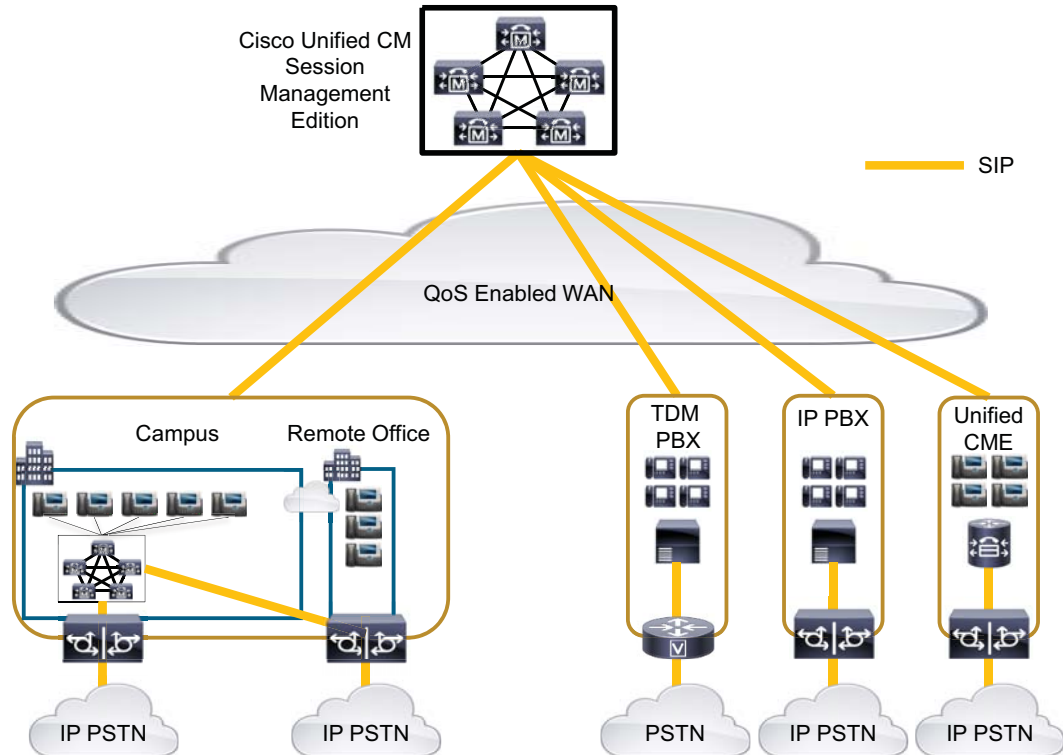 Cisco Unified CM
Session
Management
Edition
M
M
M
M
M
SIP
QoS Enabled WAN
Campus
Remote Office
TDM
PBX
IP PBX
Unified
CME
V
IP PSTN
IP PSTN
PSTN
IP PSTN
IP PSTN